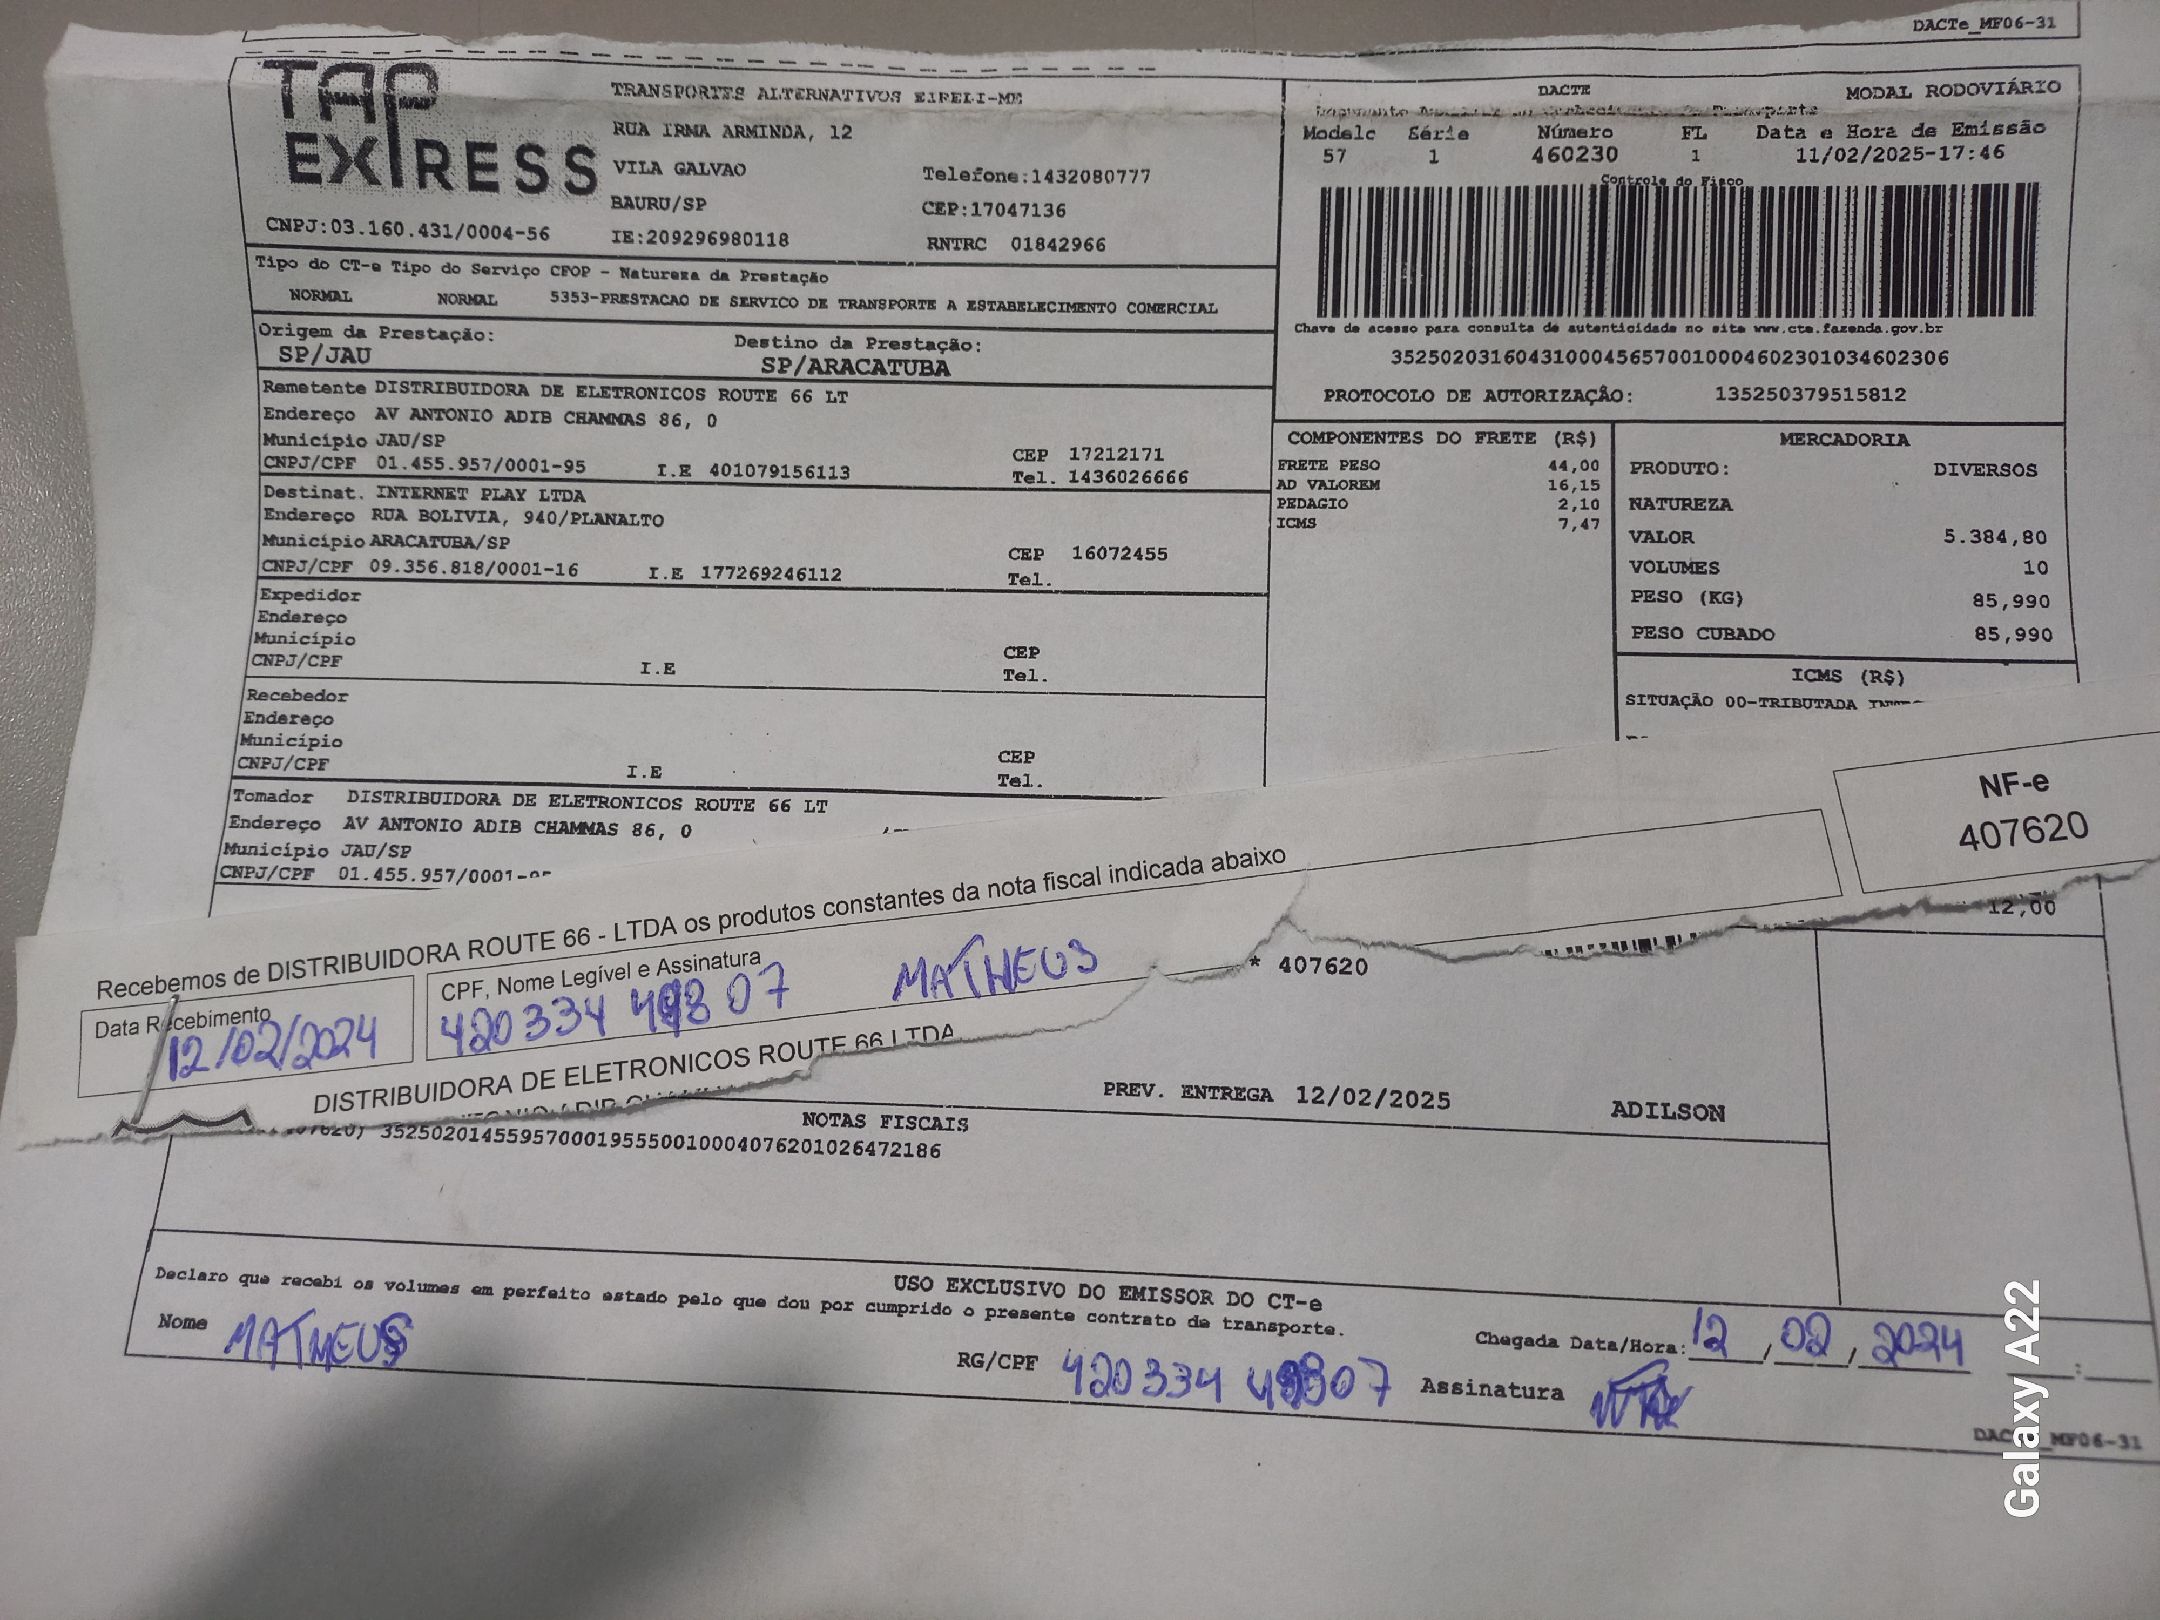 DACTe_MF06-31
TAP EXPRESS
TRANSPORTES ALTERNATIVOS EIRELI-ME
RUA IRMA ARMINDA, 12
VILA GALVAO Telefone:1432080777
BAURU/SP CEP:17047136
CNPJ:03.160.431/0004-56 IE:209296980118 RNTRC 01842966
DACTE MODAL RODOVIÁRIO
Modelo Série Número FL Data e Hora de Emissão
57 1 460230 1 11/02/2025-17:46
Controle do Fisco
Chave de acesso para consulta de autenticidade no site www.cte.fazenda.gov.br
35250203160431000456570010004602301034602306
PROTOCOLO DE AUTORIZAÇÃO: 135250379515812
Tipo do CT-e Tipo do Serviço CFOP - Natureza da Prestação
NORMAL NORMAL 5353-PRESTACAO DE SERVICO DE TRANSPORTE A ESTABELECIMENTO COMERCIAL
Origem da Prestação: Destino da Prestação:
SP/JAU SP/ARACATUBA
Remetente DISTRIBUIDORA DE ELETRONICOS ROUTE 66 LT
Endereço AV ANTONIO ADIB CHAMMAS 86, 0
Município JAU/SP CEP 17212171
CNPJ/CPF 01.455.957/0001-95 I.E 401079156113 Tel. 1436026666
Destinat. INTERNET PLAY LTDA
Endereço RUA BOLIVIA, 940/PLANALTO
Município ARACATUBA/SP CEP 16072455
CNPJ/CPF 09.356.818/0001-16 I.E 177269246112 Tel.
Expedidor
Endereço
Município CEP
CNPJ/CPF I.E Tel.
Recebedor
Endereço
Município CEP
CNPJ/CPF I.E Tel.
Tomador DISTRIBUIDORA DE ELETRONICOS ROUTE 66 LT
Endereço AV ANTONIO ADIB CHAMMAS 86, 0
Município JAU/SP
CNPJ/CPF 01.455.957/0001-
COMPONENTES DO FRETE (R$)
FRETE PESO 44,00
AD VALOREM 16,15
PEDAGIO 2,10
ICMS 7,47
MERCADORIA
PRODUTO: DIVERSOS
NATUREZA
VALOR 5.384,80
VOLUMES 10
PESO (KG) 85,990
PESO CUBADO 85,990
ICMS (R$)
SITUAÇÃO 00-TRIBUTADA
NF-e
407620
Recebemos de DISTRIBUIDORA ROUTE 66 - LTDA os produtos constantes da nota fiscal indicada abaixo
Data Recebimento CPF, Nome Legível e Assinatura
12/02/2024 MATHEUS
DISTRIBUIDORA DE ELETRONICOS ROUTE 66 LTDA
12,00
* 407620
PREV. ENTREGA 12/02/2025 ADILSON
NOTAS FISCAIS
35250201455957000195550010004076201026472186
USO EXCLUSIVO DO EMISSOR DO CT-e
Declaro que recebi os volumes em perfeito estado pelo que dou por cumprido o presente contrato de transporte.
Nome MATHEUS RG/CPF Chegada Data/Hora: 12, 02, 2024 :
Assinatura
MF06-31
Galaxy A22